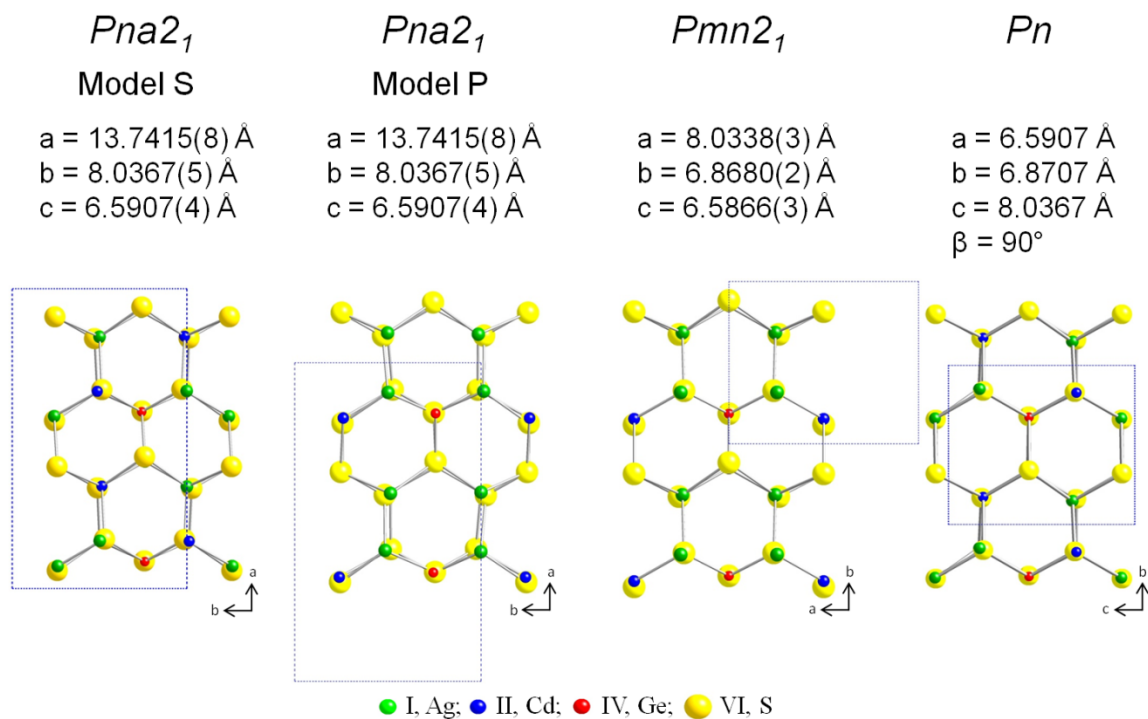 Pna2₁ Pna2₁ Pmn2₁ Pn
Model S Model P
a = 13.7415(8) Å a = 13.7415(8) Å a = 8.0338(3) Å a = 6.5907 Å
b = 8.0367(5) Å b = 8.0367(5) Å b = 6.8680(2) Å b = 6.8707 Å
c = 6.5907(4) Å c = 6.5907(4) Å c = 6.5866(3) Å c = 8.0367 Å
β = 90°
a a b b
b b a c
I, Ag; II, Cd; IV, Ge; VI, S